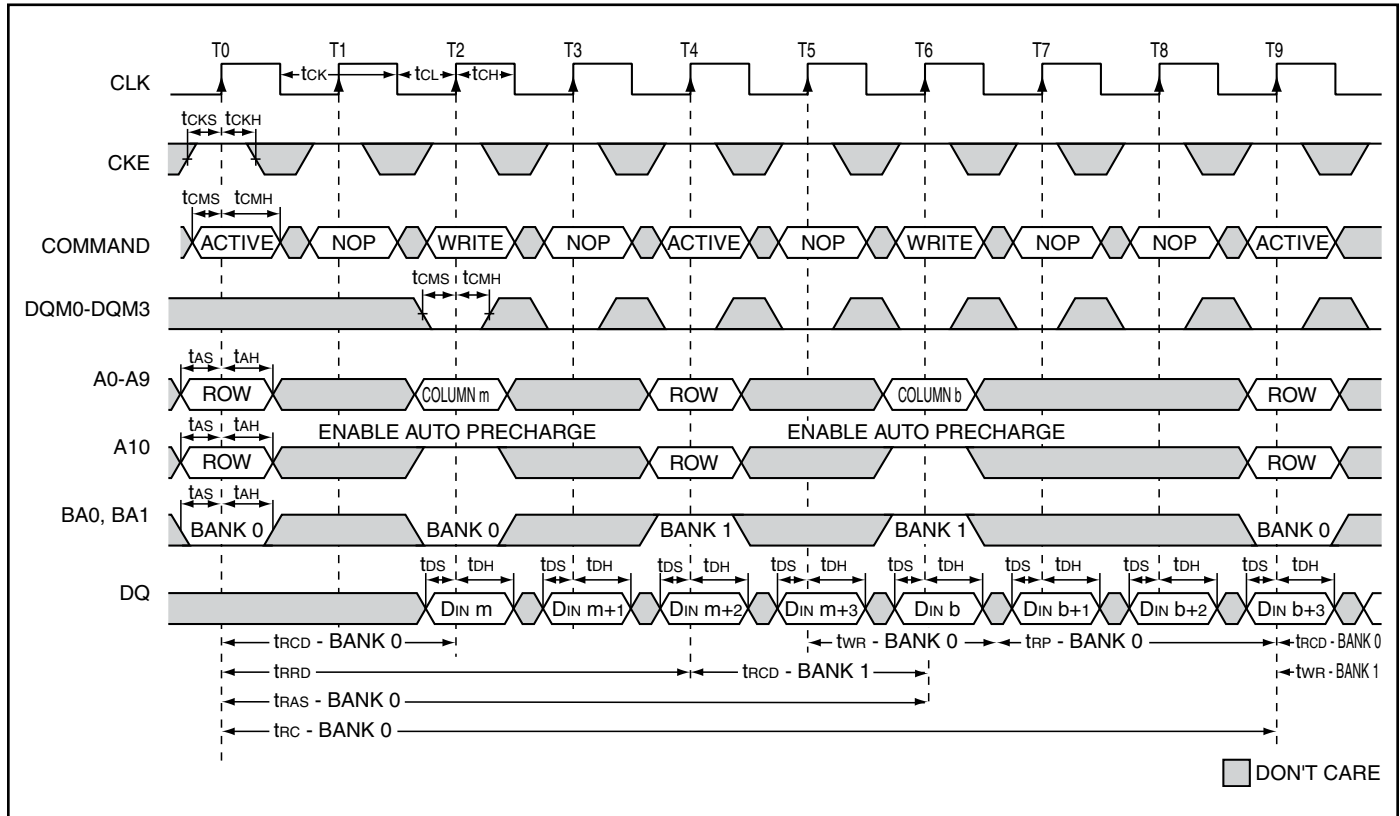 T0 T1 T2 T3 T4 T5 T6 T7 T8 T9
CLK tCK tCL tCH
tCKS tCKH
CKE
tCMS tCMH
COMMAND ACTIVE NOP WRITE NOP ACTIVE NOP WRITE NOP NOP ACTIVE
tCMS tCMH
DQM0-DQM3
tAS tAH
A0-A9 ROW COLUMN m ROW COLUMN b ROW
tAS tAH ENABLE AUTO PRECHARGE ENABLE AUTO PRECHARGE
A10 ROW ROW ROW
tAS tAH
BA0, BA1 BANK 0 BANK 0 BANK 1 BANK 1 BANK 0
tDS tDH tDS tDH tDS tDH tDS tDH tDS tDH tDS tDH tDS tDH tDS tDH
DQ DIN m DIN m+1 DIN m+2 DIN m+3 DIN b DIN b+1 DIN b+2 DIN b+3
tRCD - BANK 0 tWR - BANK 0 tRP - BANK 0 tRCD - BANK 0
tRRD tRCD - BANK 1 tWR - BANK 1
tRAS - BANK 0
tRC - BANK 0
DON'T CARE